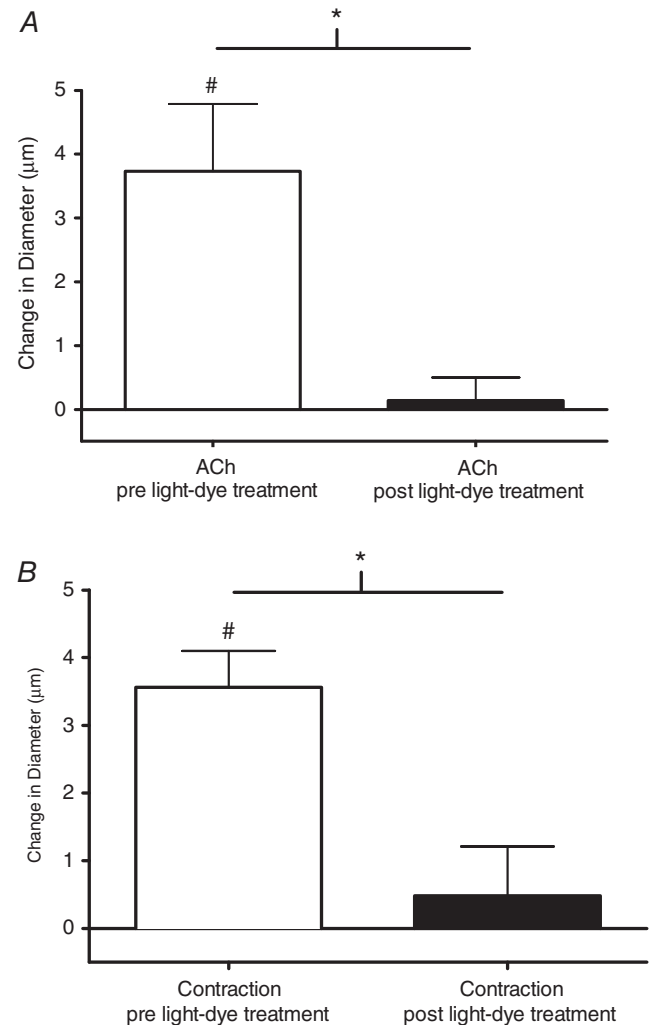 A
*
#
5
4
3
2
1
0
Change in Diameter (μm)
ACh
pre light-dye treatment
ACh
post light-dye treatment
B
*
#
5
4
3
2
1
0
Change in Diameter (μm)
Contraction
pre light-dye treatment
Contraction
post light-dye treatment